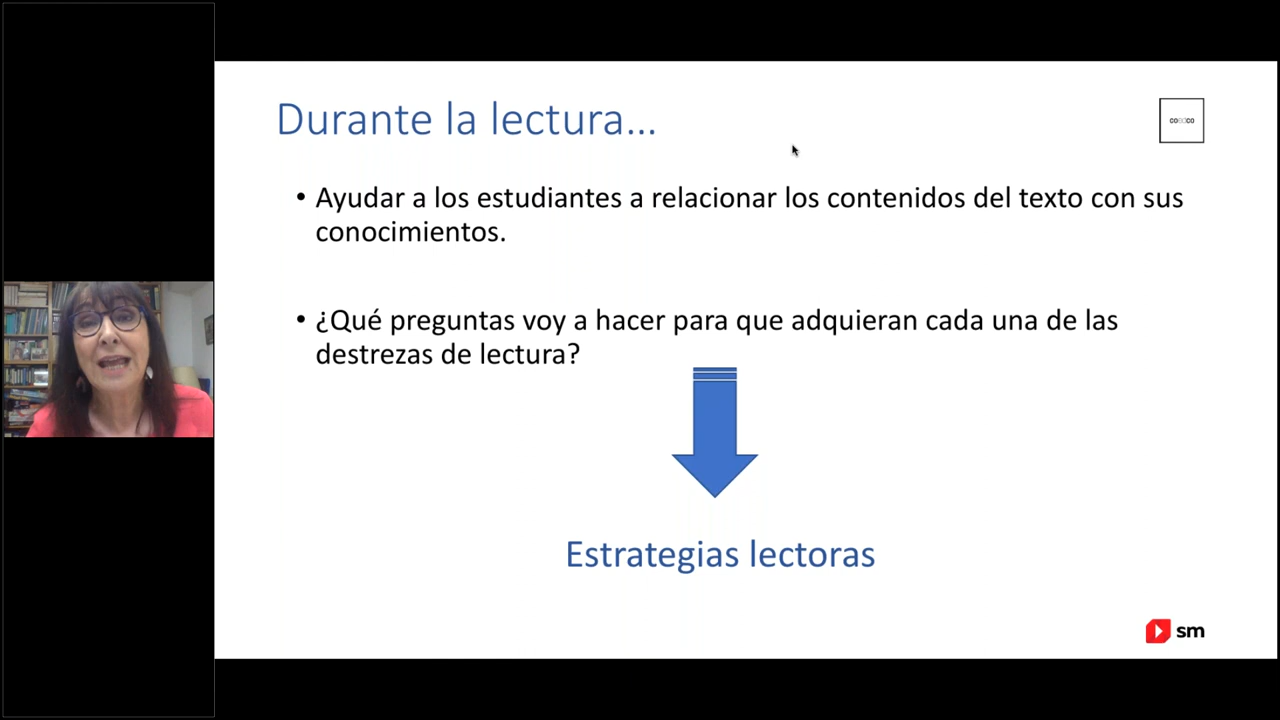 Durante la lectura...
coeoco
• Ayudar a los estudiantes a relacionar los contenidos del texto con sus
conocimientos.
• ¿Qué preguntas voy a hacer para que adquieran cada una de las
destrezas de lectura?
Estrategias lectoras
sm